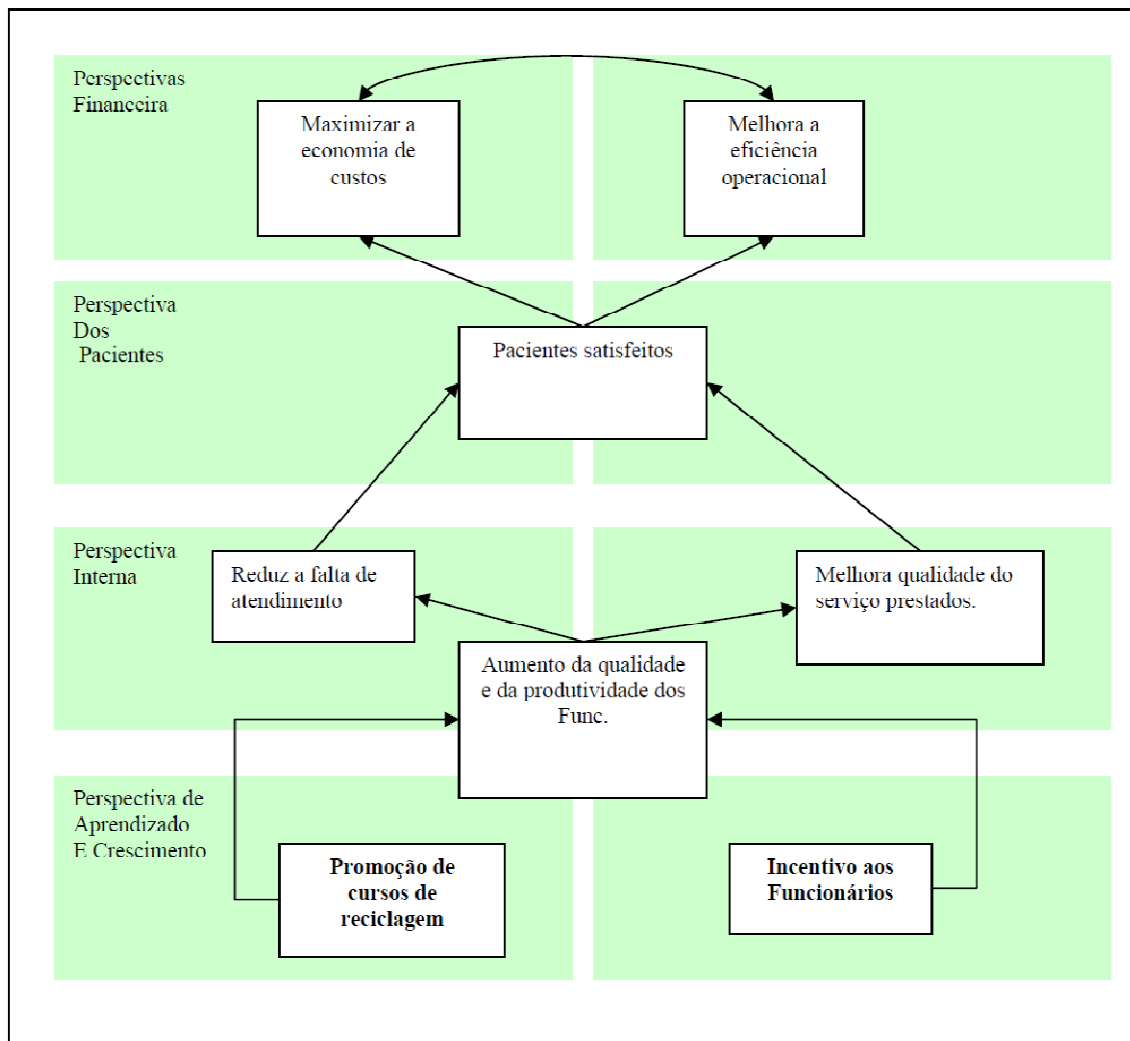 Perspectivas
Financeira
Maximizar a
economia de
custos
Melhora a
eficiência
operacional
Perspectiva
Dos
Pacientes
Pacientes satisfeitos
Perspectiva
Interna
Reduz a falta de
atendimento
Melhora qualidade do
serviço prestados.
Aumento da qualidade
e da produtividade dos
Func.
Perspectiva de
Aprendizado
E Crescimento
Promoção de
cursos de
reciclagem
Incentivo aos
Funcionários